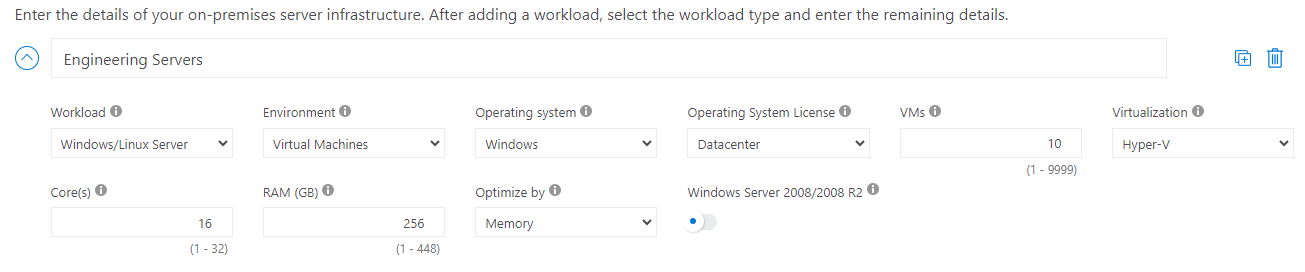 Enter the details of your on-premises server infrastructure. After adding a workload, select the workload type and enter the remaining details.
Engineering Servers
Workload Environment Operating system Operating System License VMs Virtualization
Windows/Linux Server Virtual Machines Windows Datacenter 10 Hyper-V
(1 - 9999)
Core(s) RAM (GB) Optimize by Windows Server 2008/2008 R2
16 256 Memory
(1 - 32) (1 - 448)